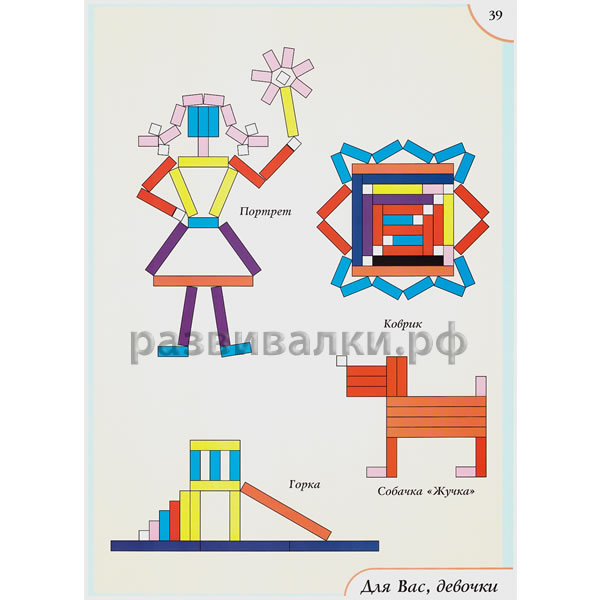 39
Портрет
Коврик
развивалки.рф
Горка
Собачка «Жучка»
Для Вас, девочки